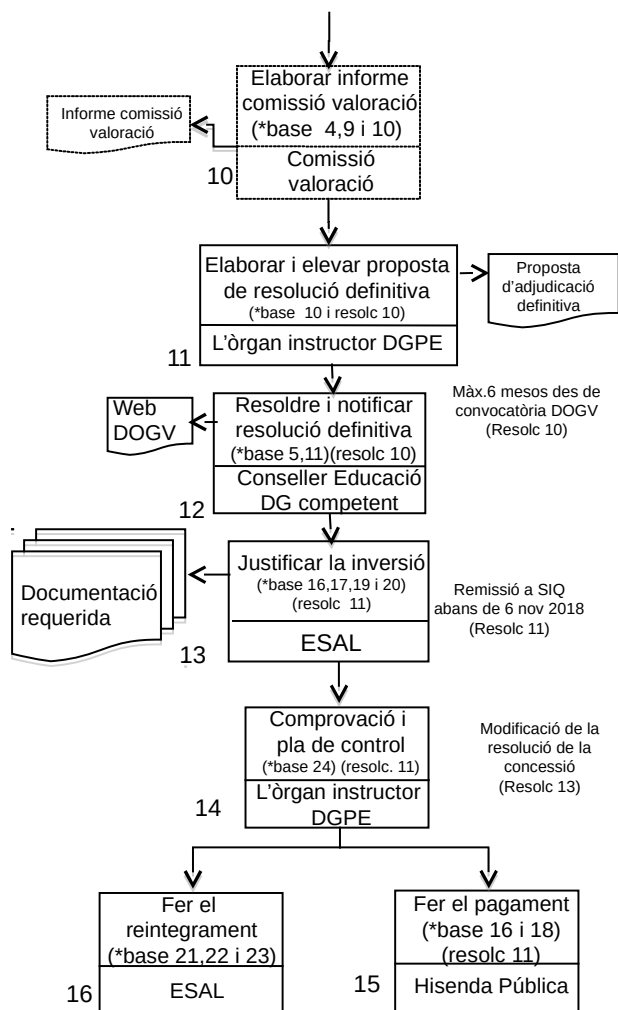 Elaborar informe
comissió valoració
(*base 4,9 i 10)
Informe comissió
valoració
10
Comissió
valoració
Elaborar i elevar proposta
de resolució definitiva
(*base 10 i resolc 10)
Proposta
d'adjudicació
definitiva
11
L'òrgan instructor DGPE
Web
DOGV
Resoldre i notificar
resolució definitiva
(*base 5,11)(resolc 10)
Màx.6 mesos des de
convocatòria DOGV
(Resolc 10)
12
Conseller Educació
DG competent
Documentació
requerida
Justificar la inversió
(*base 16,17,19 i 20)
(resolc 11)
Remissió a SIQ
abans de 6 nov 2018
(Resolc 11)
13
ESAL
Comprovació i
pla de control
(*base 24) (resolc. 11)
Modificació de la
resolució de la
concessió
(Resolc 13)
14
L'òrgan instructor
DGPE
Fer el
reintegrament
(*base 21,22 i 23)
16
ESAL
Fer el pagament
(*base 16 i 18)
(resolc 11)
15
Hisenda Pública